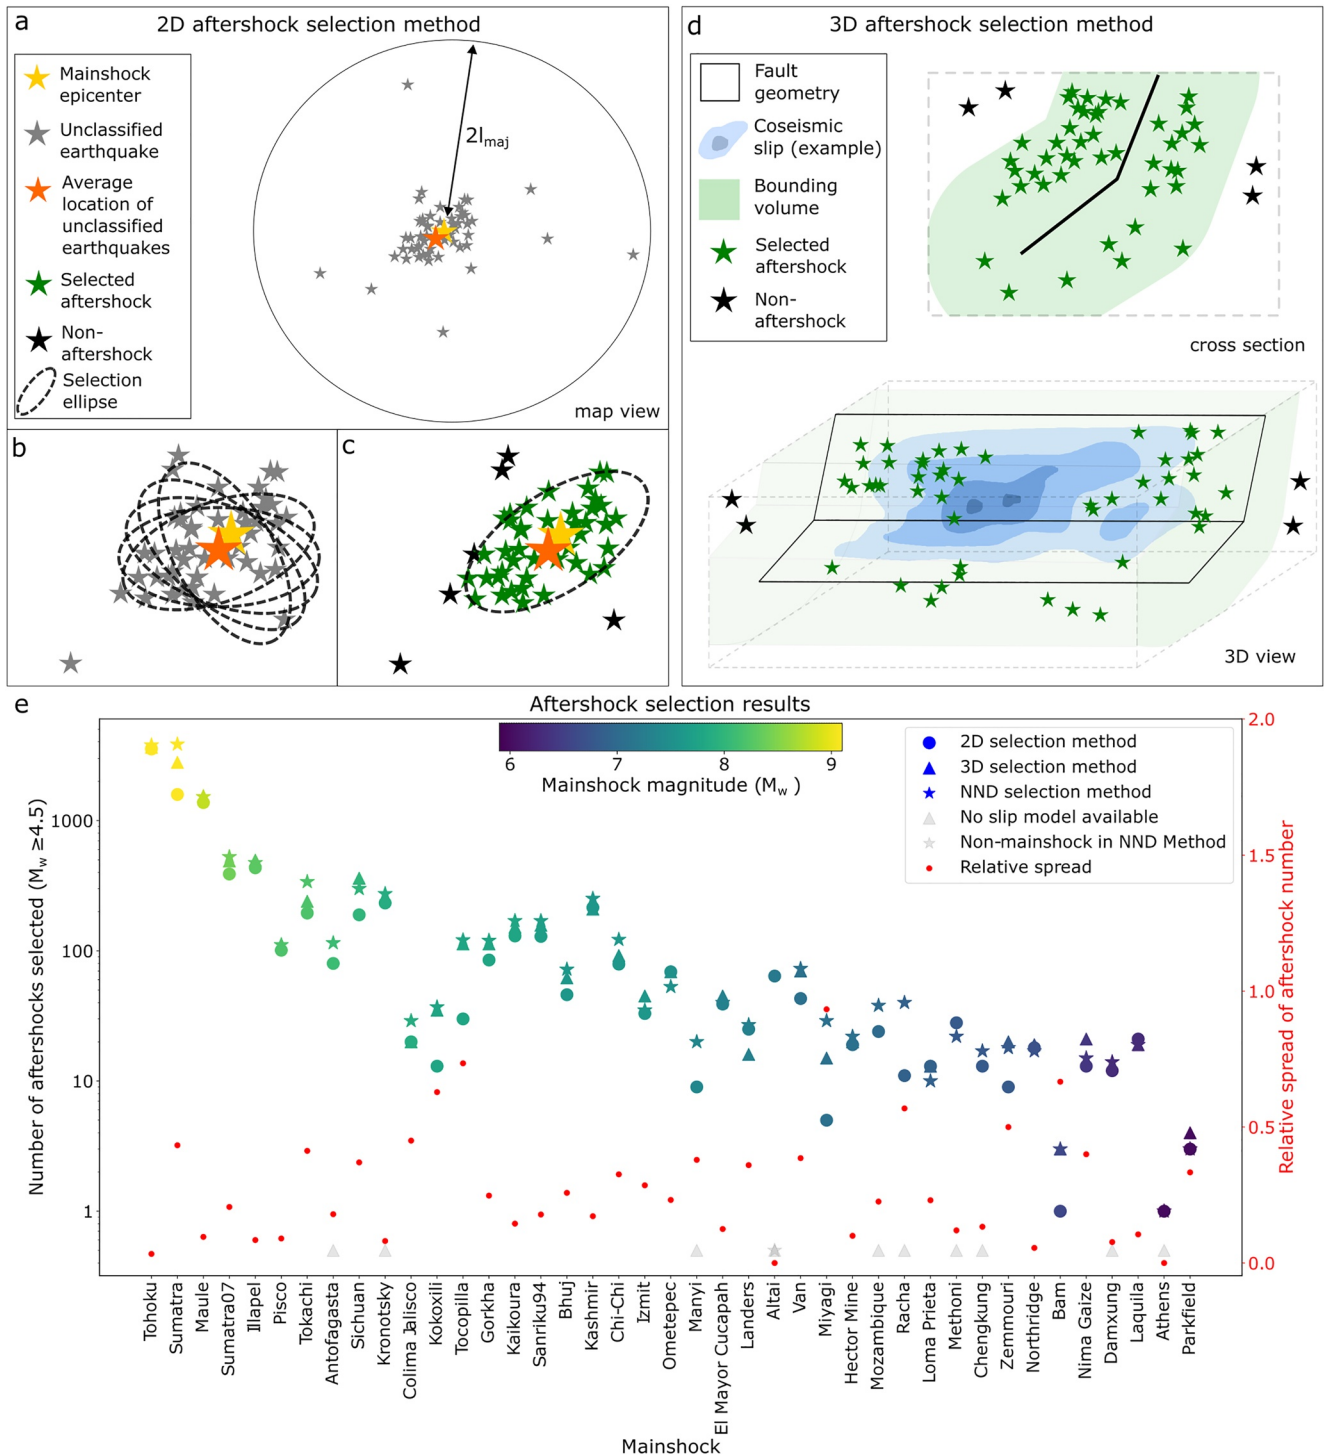 a
2D aftershock selection method
Mainshock
epicenter
Unclassified
earthquake
Average
location of
unclassified
earthquakes
Selected
aftershock
Non-
aftershock
Selection
ellipse
2lmaj
map view
b
c
d
3D aftershock selection method
Fault
geometry
Coseismic
slip (example)
Bounding
volume
Selected
aftershock
Non-
aftershock
cross section
3D view
e
Aftershock selection results
6 7 8 9
Mainshock magnitude (Mw )
2D selection method
3D selection method
NND selection method
No slip model available
Non-mainshock in NND Method
Relative spread
Number of aftershocks selected (Mw ≥4.5)
1000
100
10
1
2.0
1.5
1.0
0.5
0.0
Relative spread of aftershock number
Tohoku
Sumatra
Maule
Sumatra07
Illapel
Pisco
Tokachi
Antofagasta
Sichuan
Kronotsky
Colima Jalisco
Kokoxili
Tocopilla
Gorkha
Kaikoura
Sanriku94
Bhuj
Kashmir
Chi-Chi
Izmit
Ometepec
Manyi
El Mayor Cucapah
Landers
Altai
Van
Miyagi
Hector Mine
Mozambique
Racha
Loma Prieta
Methoni
Chengkung
Zemmouri
Northridge
Bam
Nima Gaize
Damxung
Laquila
Athens
Parkfield
Mainshock